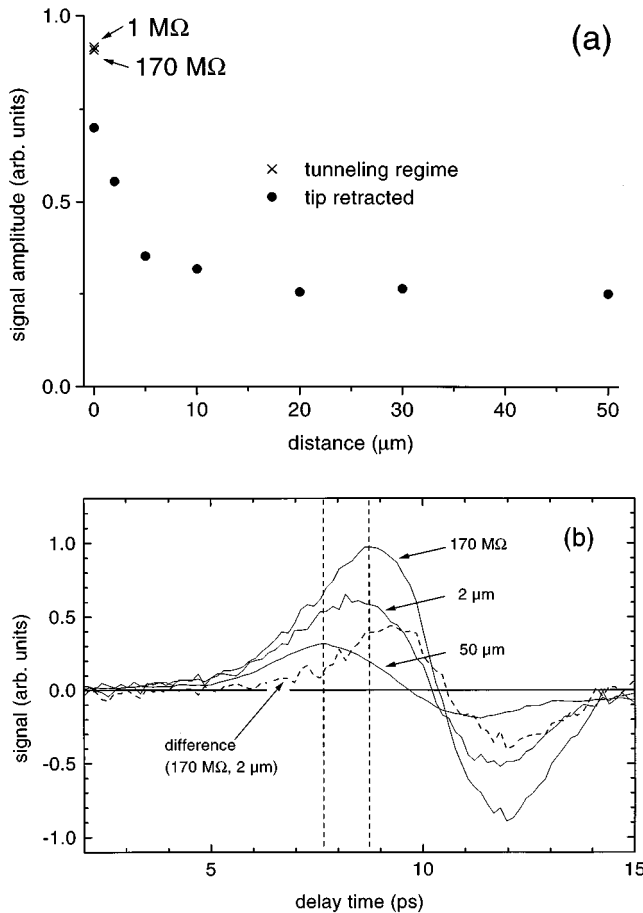 1.0
1 MΩ
170 MΩ
(a)
0.5
0.0
× tunneling regime
● tip retracted
signal amplitude (arb. units)
0 10 20 30 40 50
distance (μm)
(b)
1.0
0.5
0.0
-0.5
-1.0
170 MΩ
2 μm
50 μm
difference
(170 MΩ, 2 μm)
signal (arb. units)
5 10 15
delay time (ps)